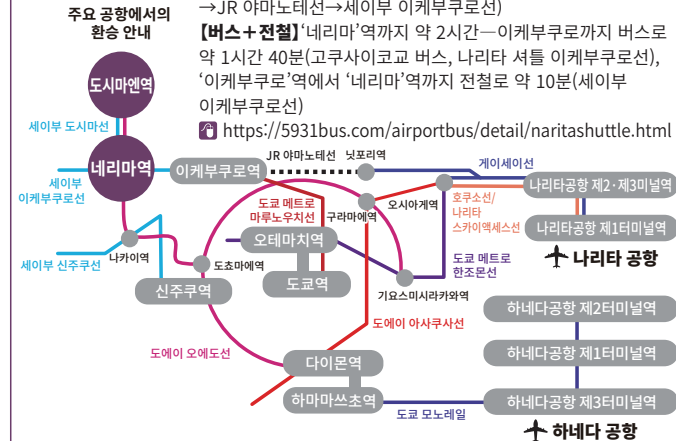 주요 공항에서의
환승 안내
→JR 야마노테선→세이부 이케부쿠로선)
【버스+전철】‘네리마’역까지 약 2시간―이케부쿠로까지 버스로
약 1시간 40분(고쿠사이코교 버스, 나리타 셔틀 이케부쿠로선),
‘이케부쿠로’역에서 ‘네리마’역까지 전철로 약 10분(세이부
이케부쿠로선)
https://5931bus.com/airportbus/detail/naritashuttle.html
도시마엔역
세이부 도시마선
네리마역
세이부
이케부쿠로선
이케부쿠로역
JR 야마노테선
닛포리역
게이세이선
나리타공항 제2·제3터미널역
도쿄 메트로
마루노우치선
구라마에역
오시아게역
호쿠소선/
나리타
스카이액세스선
나리타공항 제1터미널역
나리타 공항
나카이역
세이부 신주쿠선
신주쿠역
도쵸마에역
오테마치역
도쿄역
도쿄 메트로
한조몬선
기요스미시라카와역
하네다공항 제2터미널역
도에이 아사쿠사선
도에이 오에도선
다이몬역
하네다공항 제1터미널역
하마마쓰초역
도쿄 모노레일
하네다공항 제3터미널역
하네다 공항